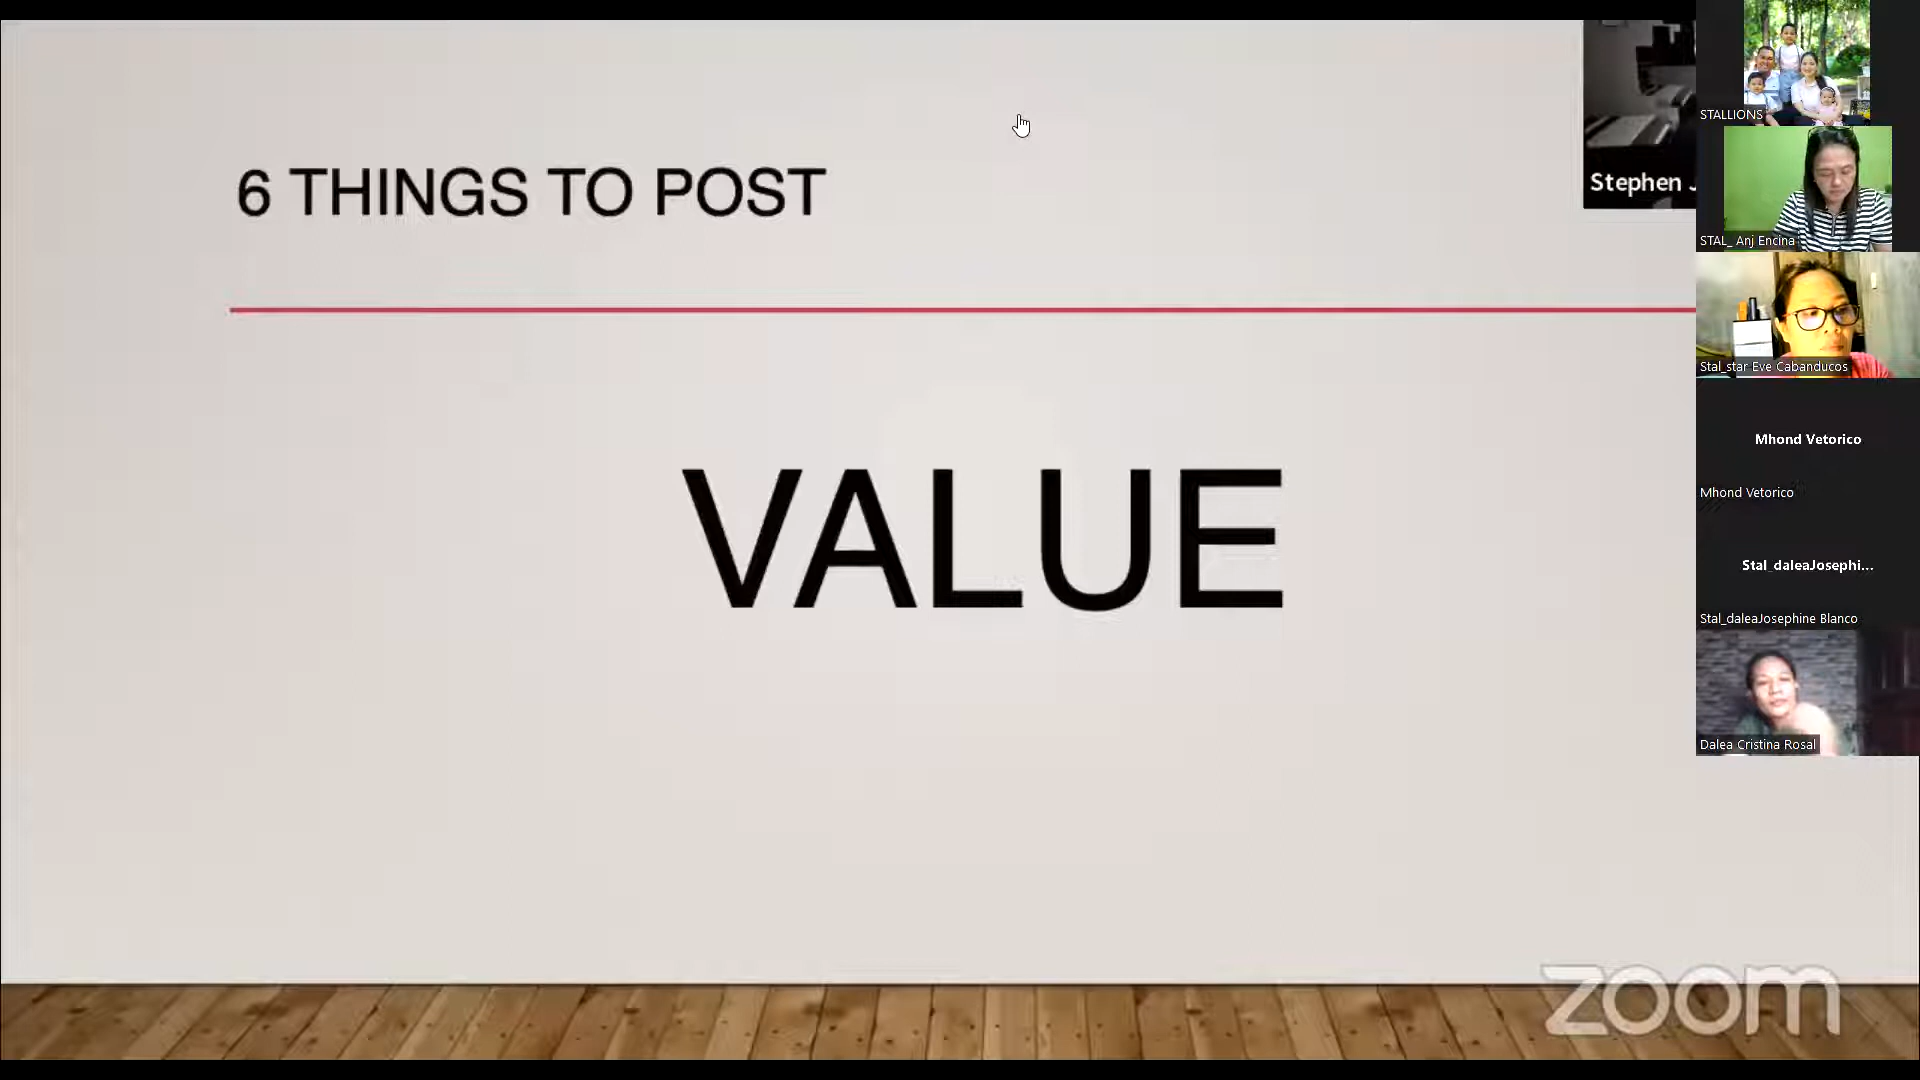 6 THINGS TO POST
VALUE
Stephen J
STALLIONS
STAL_ Anj Encina
Stal_star Eve Cabanducos
Mhond Vetorico
Mhond Vetorico
Stal_daleaJosephi...
Stal_daleaJosephine Blanco
Dalea Cristina Rosal
zoom